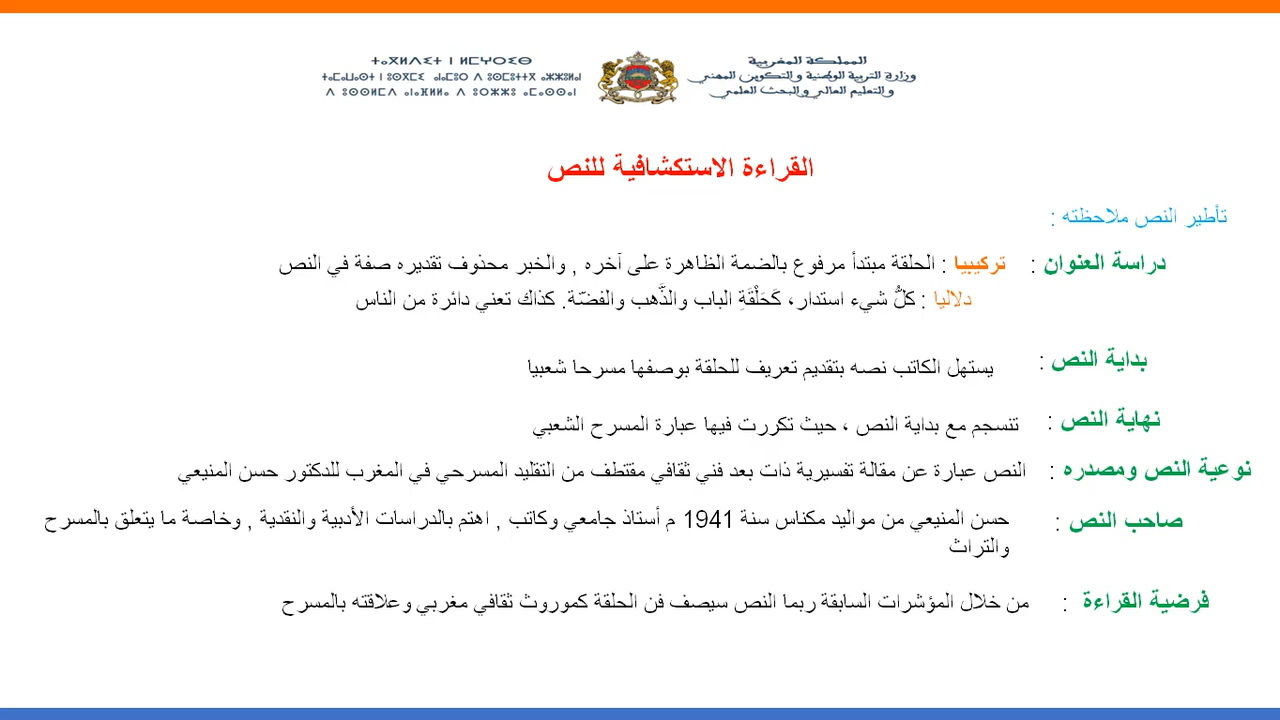 المملكة المغربية
وزارة التربية الوطنية والتكوين المهني
والتعليم العالي والبحث العلمي
ⵜⴰⴳⵍⴷⵉⵜ ⵏ ⵍⵎⵖⵔⵉⴱ
القراءة الاستكشافية للنص
تأطير النص ملاحظته :
دراسة العنوان : تركيبيا : الحلقة مبتدأ مرفوع بالضمة الظاهرة على آخره , والخبر محذوف تقديره صفة في النص
دلاليا : كلُّ شيء استدار، كَحَلْقَةِ الباب والذَّهب والفضّة. كذاك تعني دائرة من الناس
بداية النص : يستهل الكاتب نصه بتقديم تعريف للحلقة بوصفها مسرحا شعبيا
نهاية النص : تنسجم مع بداية النص ، حيث تكررت فيها عبارة المسرح الشعبي
نوعية النص ومصدره : النص عبارة عن مقالة تفسيرية ذات بعد فني ثقافي مقتطف من التقليد المسرحي في المغرب للدكتور حسن المنيعي
صاحب النص : حسن المنيعي من مواليد مكناس سنة 1941 م أستاذ جامعي وكاتب , اهتم بالدراسات الأدبية والنقدية , وخاصة ما يتعلق بالمسرح
والتراث
فرضية القراءة : من خلال المؤشرات السابقة ربما النص سيصف فن الحلقة كموروث ثقافي مغربي وعلاقته بالمسرح